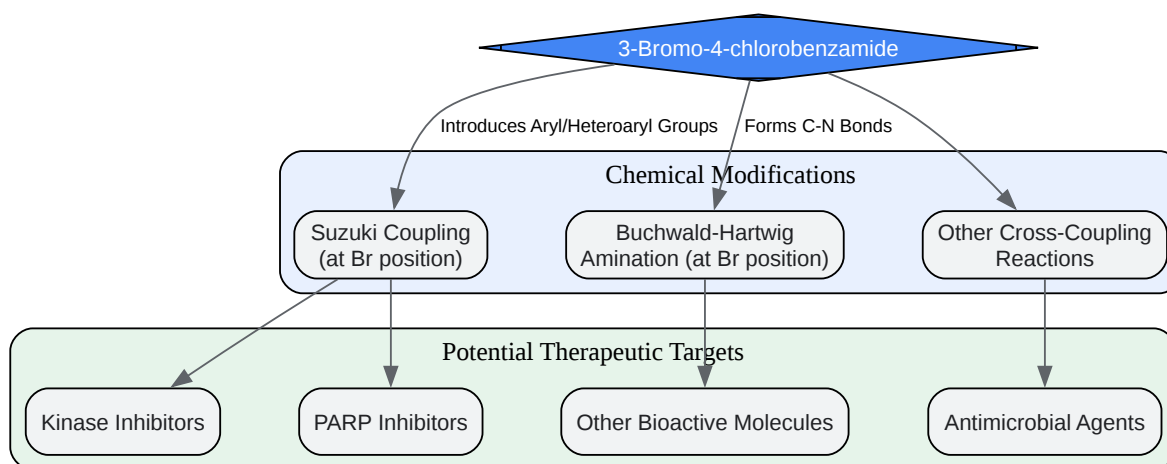 3-Bromo-4-chlorobenzamide
Introduces Aryl/Heteroaryl Groups
Forms C-N Bonds
Chemical Modifications
Suzuki Coupling
(at Br position)
Buchwald-Hartwig
Amination (at Br position)
Other Cross-Coupling
Reactions
Potential Therapeutic Targets
Kinase Inhibitors
PARP Inhibitors
Other Bioactive Molecules
Antimicrobial Agents